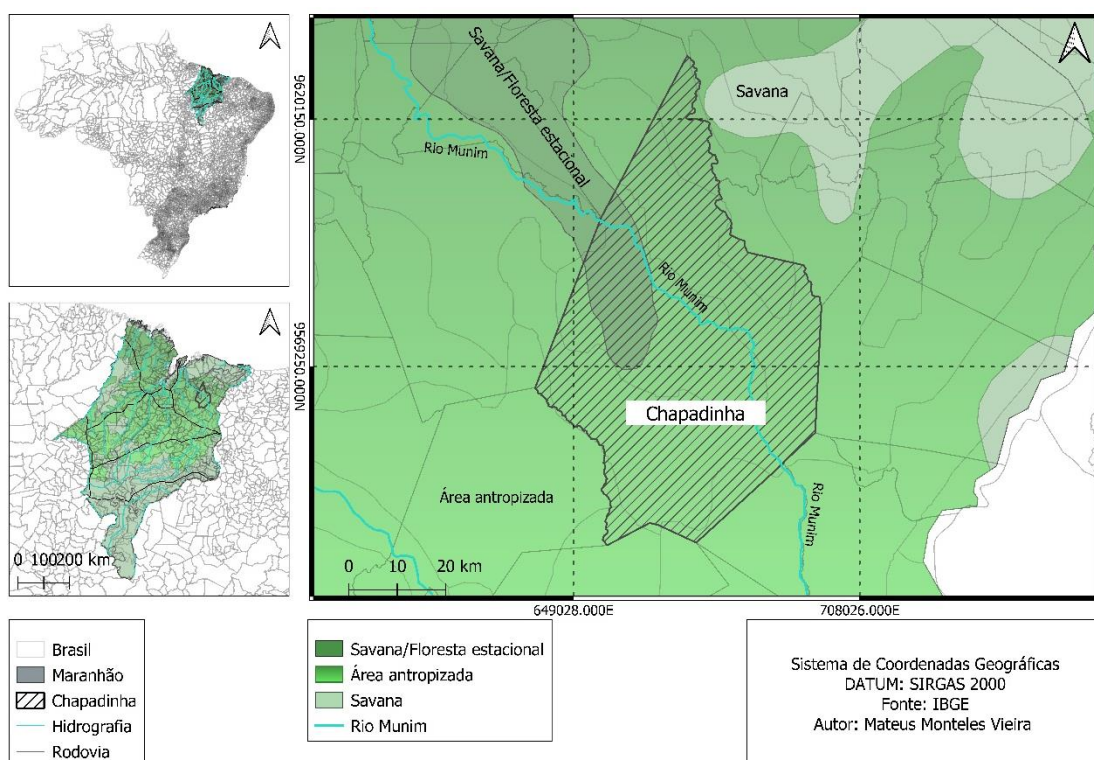 9620150.000N
9569250.000N
Savana/Floresta estacional
Savana
Rio Munim
Rio Munim
Chapadinha
Área antropizada
Rio Munim
0 10 20 km
649028.000E
708026.000E
0 100200 km
Brasil
Maranhão
Chapadinha
Hidrografia
Rodovia
Savana/Floresta estacional
Área antropizada
Savana
Rio Munim
Sistema de Coordenadas Geográficas
DATUM: SIRGAS 2000
Fonte: IBGE
Autor: Mateus Monteles Vieira